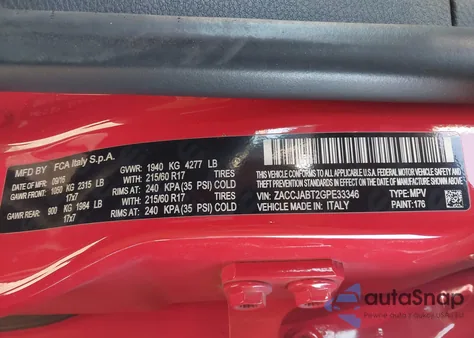 MFD BY FCA Italy S.p.A.
DATE OF MFR: 09/16 GVWR: 1940 KG 4277 LB
GAWR FRONT: 1050 KG 2315 LB WITH: 215/60 R17 TIRES
17x7 RIMS AT: 240 KPA(35 PSI/) COLD
GAWR REAR: 900 KG 1984 LB WITH: 215/60 R17 TIRES
17x7 RIMS AT: 240 KPA(35 PSI/) COLD
THIS VEHICLE CONFORMS TO ALL APPLICABLE U.S.A. FEDERAL MOTOR VEHICLE SAFETY AND
THEFT PREVENTION STANDARDS IN EFFECT ON THE DATE OF MANUFACTURE SHOWN ABOVE.
VIN: ZACCJABT2GPE33346 TYPE: MPV
VEHICLE MADE IN: ITALY PAINT: 176
autoSnap
Pewne auta z USA